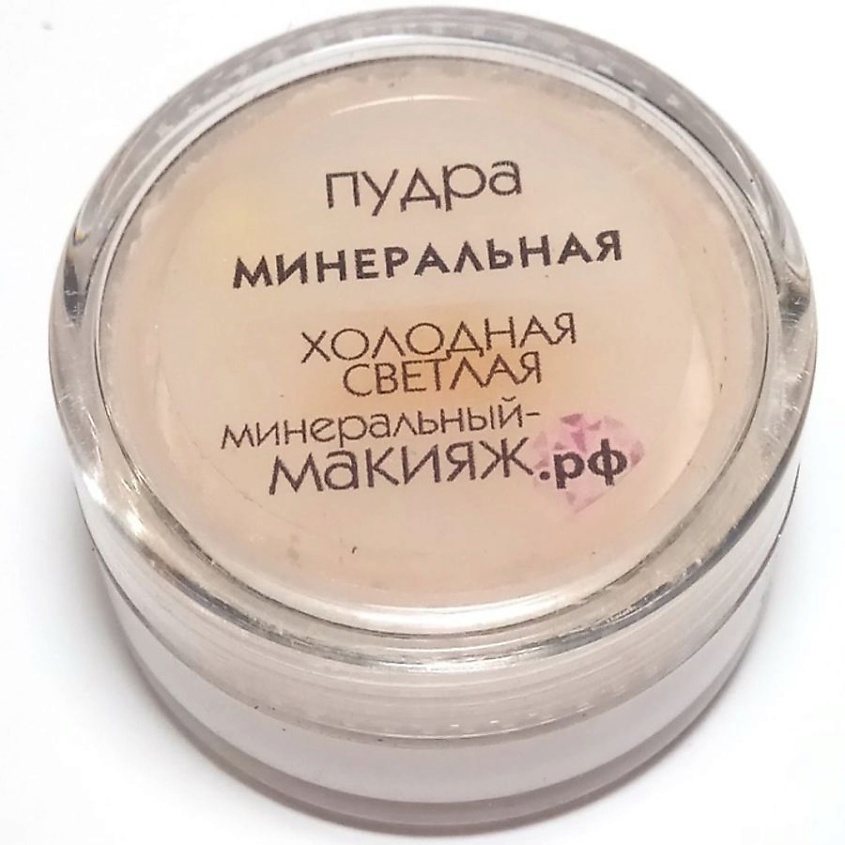 пудра
МИНЕРАЛЬНАЯ
ХОЛОДНАЯ
СВЕТЛАЯ
минеральный-
макияж.рф